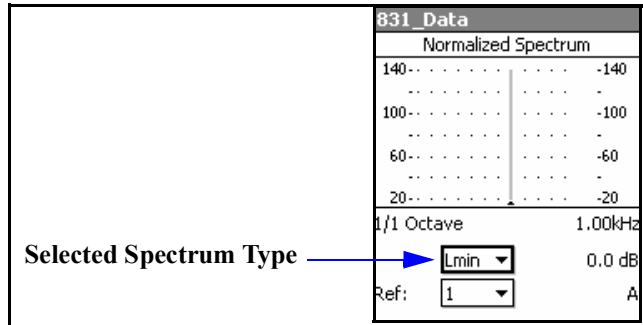 831_Data
Normalized Spectrum
140 -140
100 -100
60 -60
20 -20
1/1 Octave 1.00kHz
Selected Spectrum Type Lmin 0.0 dB
Ref: 1 A